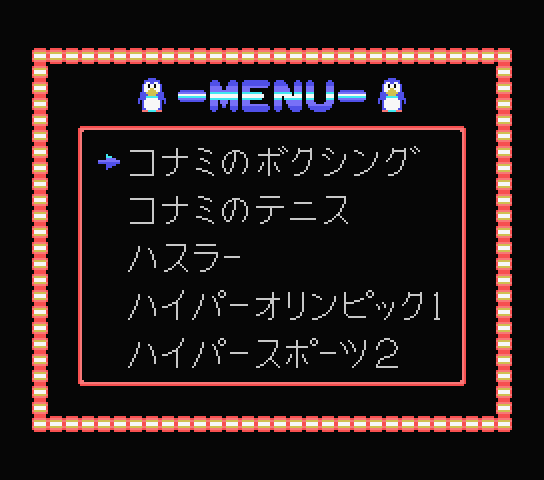 -MENU-
コナミのボクシング
コナミのテニス
ハスラー
ハイパーオリンピック1
ハイパースポーツ2